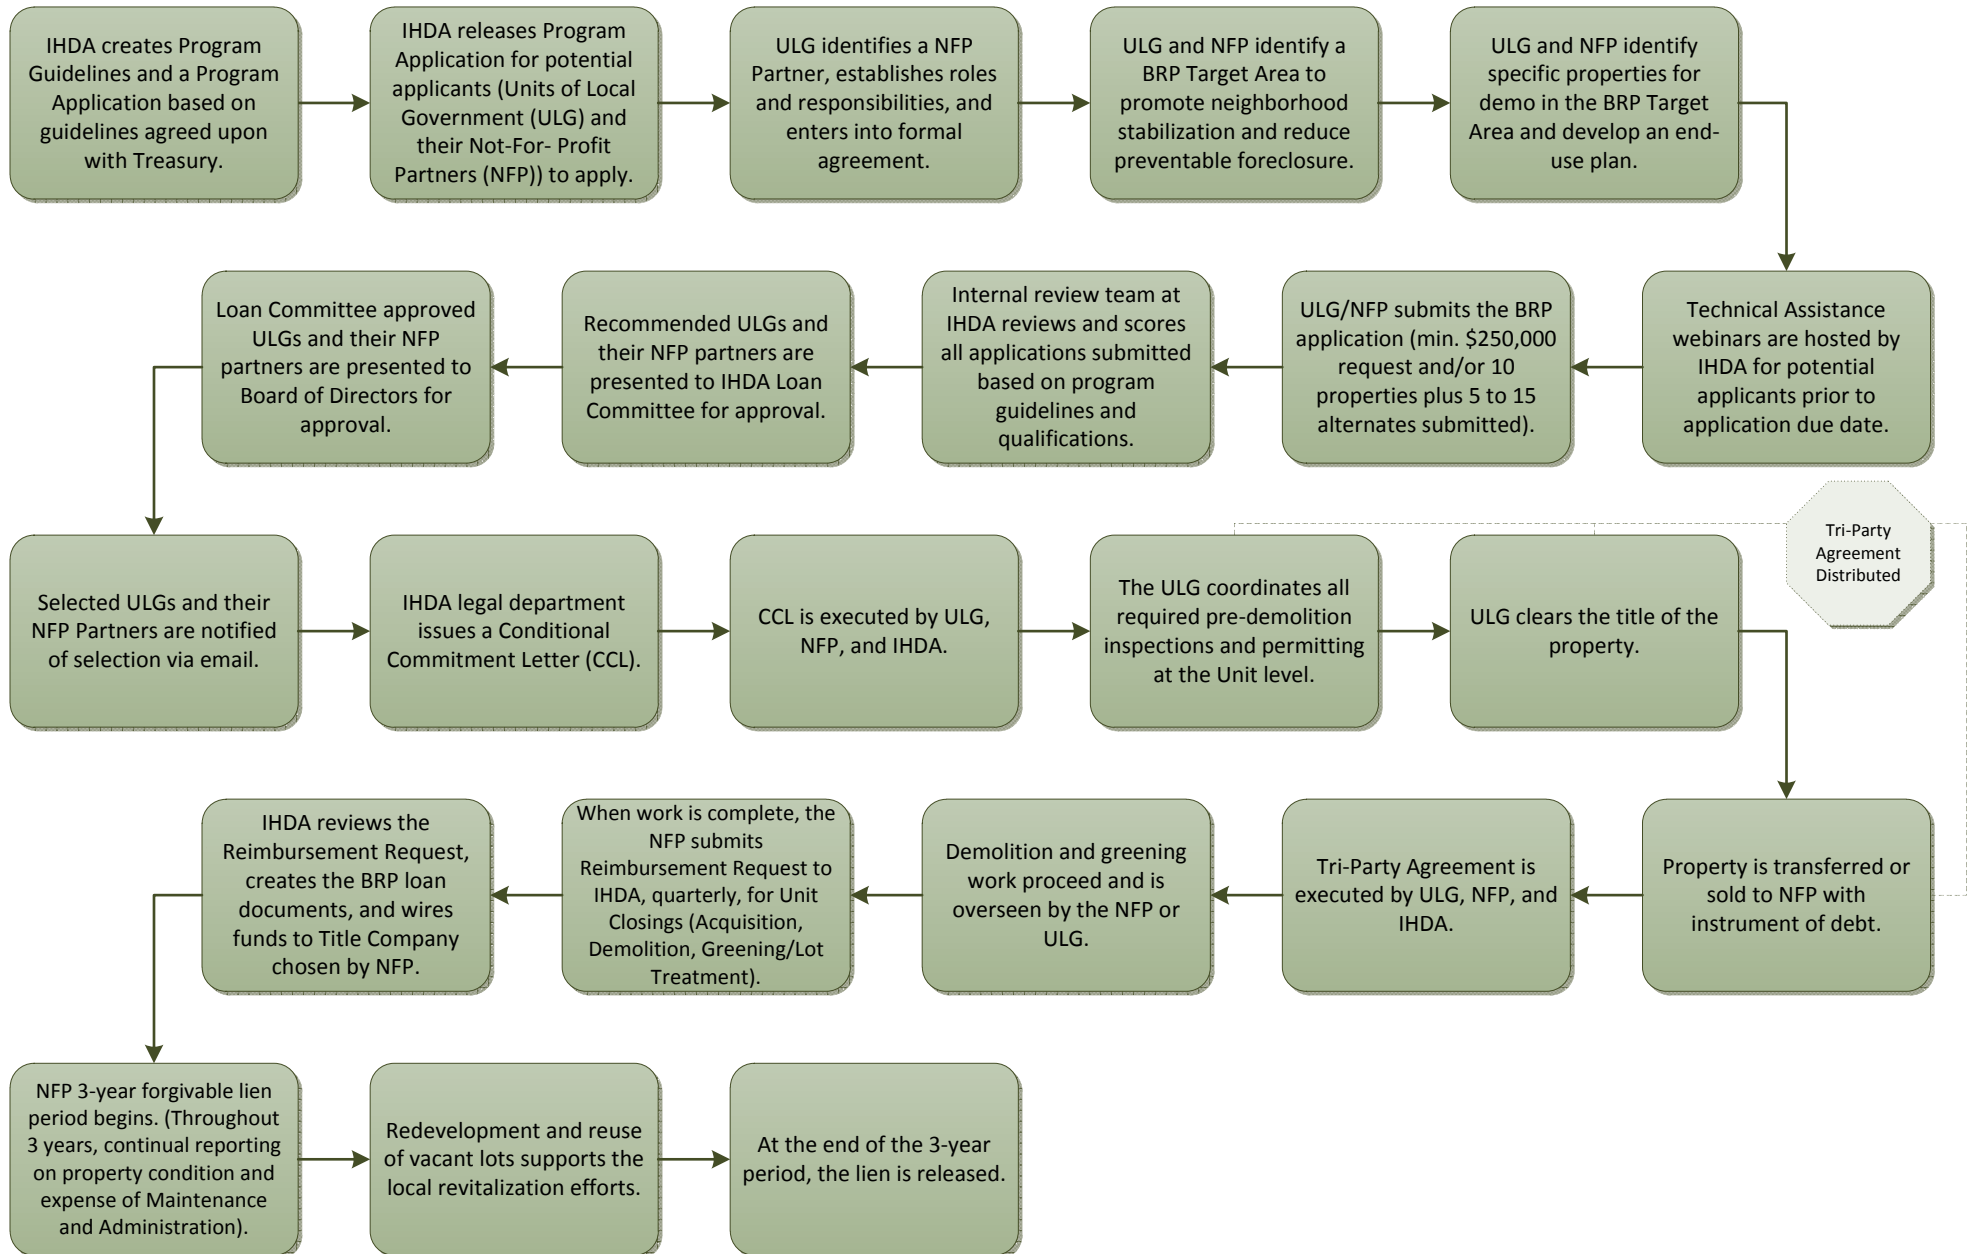 IHDA creates Program
Guidelines and a Program
Application based on
guidelines agreed upon
with Treasury.
IHDA releases Program
Application for potential
applicants (Units of Local
Government (ULG) and
their Not-For- Profit
Partners (NFP)) to apply.
ULG identifies a NFP
Partner, establishes roles
and responsibilities, and
enters into formal
agreement.
ULG and NFP identify a
BRP Target Area to
promote neighborhood
stabilization and reduce
preventable foreclosure.
ULG and NFP identify
specific properties for
demo in the BRP Target
Area and develop an end-
use plan.
Technical Assistance
webinars are hosted by
IHDA for potential
applicants prior to
application due date.
ULG/NFP submits the BRP
application (min. $250,000
request and/or 10
properties plus 5 to 15
alternates submitted).
Internal review team at
IHDA reviews and scores
all applications submitted
based on program
guidelines and
qualifications.
Recommended ULGs and
their NFP partners are
presented to IHDA Loan
Committee for approval.
Loan Committee approved
ULGs and their NFP
partners are presented to
Board of Directors for
approval.
Selected ULGs and their
NFP Partners are notified
of selection via email.
IHDA legal department
issues a Conditional
Commitment Letter (CCL).
CCL is executed by ULG,
NFP, and IHDA.
The ULG coordinates all
required pre-demolition
inspections and permitting
at the Unit level.
ULG clears the title of the
property.
Tri-Party
Agreement
Distributed
Property is transferred or
sold to NFP with
instrument of debt.
Tri-Party Agreement is
executed by ULG, NFP, and
IHDA.
Demolition and greening
work proceed and is
overseen by the NFP or
ULG.
When work is complete, the
NFP submits
Reimbursement Request to
IHDA, quarterly, for Unit
Closings (Acquisition,
Demolition, Greening/Lot
Treatment).
IHDA reviews the
Reimbursement Request,
creates the BRP loan
documents, and wires
funds to Title Company
chosen by NFP.
NFP 3-year forgivable lien
period begins. (Throughout
3 years, continual reporting
on property condition and
expense of Maintenance
and Administration).
Redevelopment and reuse
of vacant lots supports the
local revitalization efforts.
At the end of the 3-year
period, the lien is released.